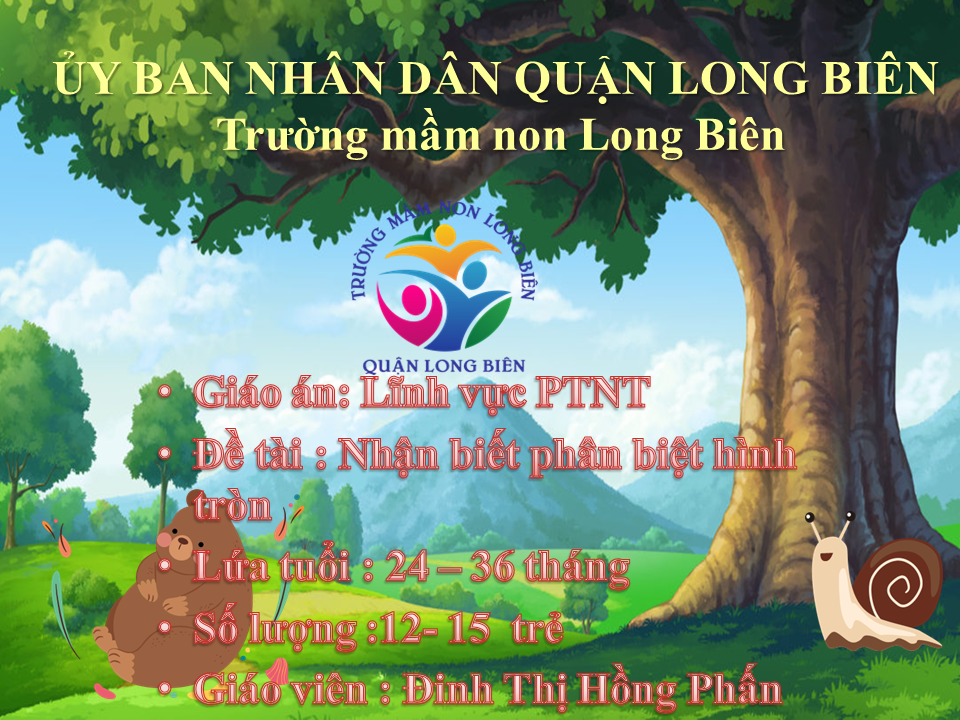 ỦY BAN NHÂN DÂN QUẬN LONG BIÊN
Trường mầm non Long Biên
TRƯỜNG MẦM NON LONG BIÊN
QUẬN LONG BIÊN
• Giáo án: Lĩnh vực PTNT
• Đề tài : Nhận biết phân biệt hình
tròn
• Lứa tuổi : 24 – 36 tháng
• Số lượng :12- 15 trẻ
• Giáo viên : Đinh Thị Hồng Phấn